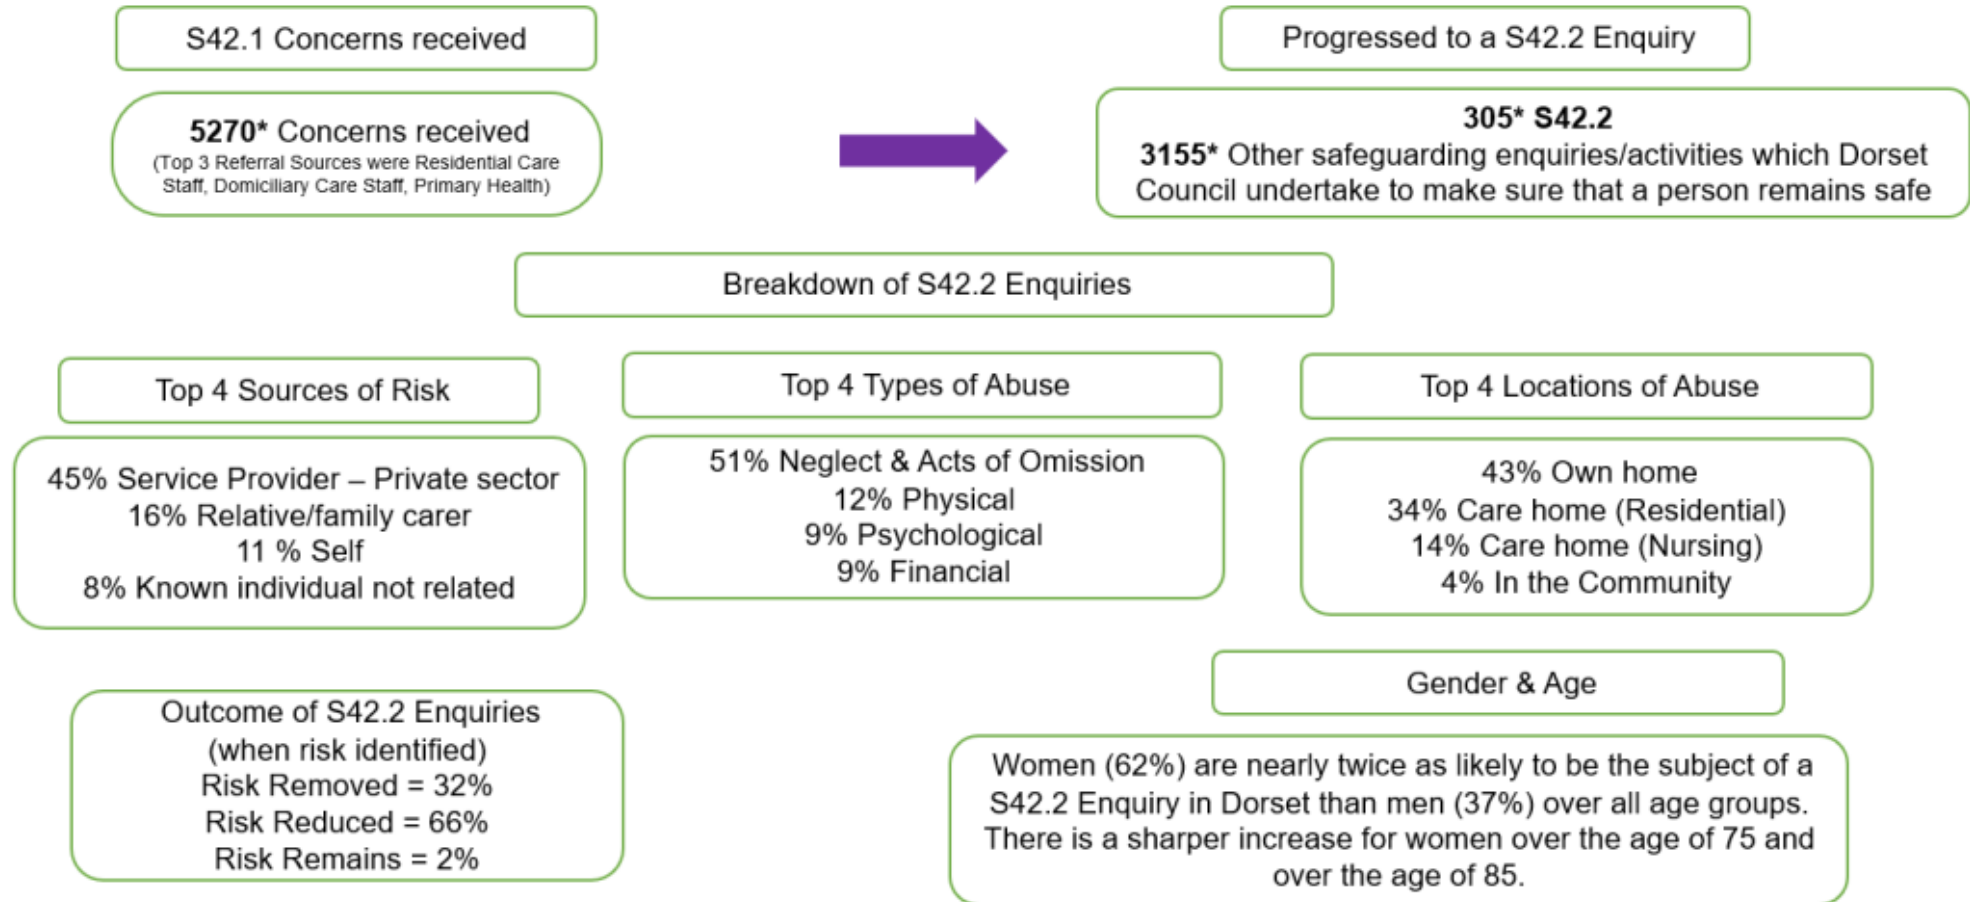 S42.1 Concerns received
Progressed to a S42.2 Enquiry
5270* Concerns received
(Top 3 Referral Sources were Residential Care
Staff, Domiciliary Care Staff, Primary Health)
305* S42.2
3155* Other safeguarding enquiries/activities which Dorset
Council undertake to make sure that a person remains safe
Breakdown of S42.2 Enquiries
Top 4 Sources of Risk
45% Service Provider – Private sector
16% Relative/family carer
11 % Self
8% Known individual not related
Top 4 Types of Abuse
51% Neglect & Acts of Omission
12% Physical
9% Psychological
9% Financial
Top 4 Locations of Abuse
43% Own home
34% Care home (Residential)
14% Care home (Nursing)
4% In the Community
Outcome of S42.2 Enquiries
(when risk identified)
Risk Removed = 32%
Risk Reduced = 66%
Risk Remains = 2%
Gender & Age
Women (62%) are nearly twice as likely to be the subject of a
S42.2 Enquiry in Dorset than men (37%) over all age groups.
There is a sharper increase for women over the age of 75 and
over the age of 85.